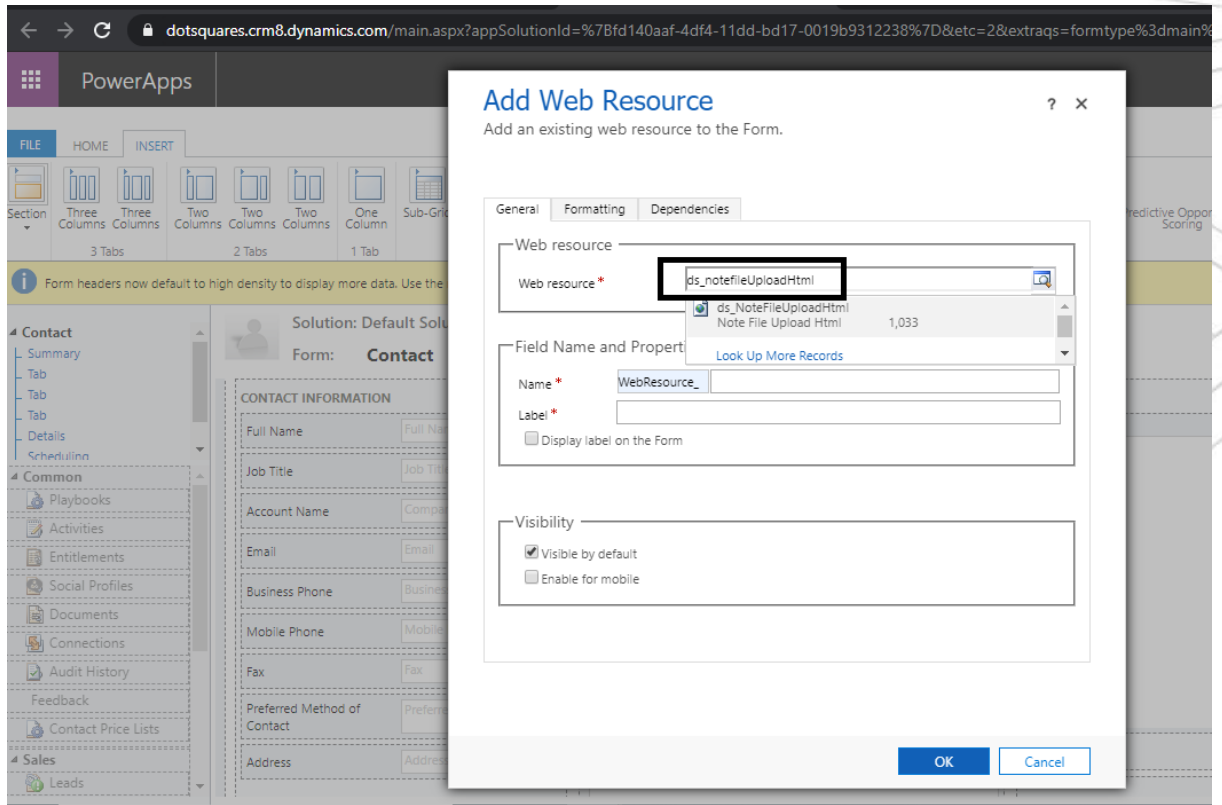 dotsquares.crm8.dynamics.com/main.aspx?appSolutionId=%7Bfd140aaf-4df4-11dd-bd17-0019b9312238%7D&etc=2&extraqs=formtype%3dmain%
PowerApps
FILE HOME INSERT
Section
Three Columns
Three Columns
Two Columns
Two Columns
Two Columns
One Column
Sub-Grid
3 Tabs
2 Tabs
1 Tab
redictive Oppor
Scoring
Form headers now default to high density to display more data. Use the
Contact
Summary
Tab
Tab
Tab
Details
Scheduling
Common
Playbooks
Activities
Entitlements
Social Profiles
Documents
Connections
Audit History
Feedback
Contact Price Lists
Sales
Leads
Solution: Default Solu
Form: Contact
CONTACT INFORMATION
Full Name Full Nar
Job Title Job Title
Account Name Compa
Email Email
Business Phone Busines
Mobile Phone Mobile
Fax Fax
Preferred Method of
Contact
Preferre
Address Address
Add Web Resource
? ×
Add an existing web resource to the Form.
General Formatting Dependencies
Web resource
Web resource * ds_notefileUploadHtml
ds_NoteFileUploadHtml
Note File Upload Html 1,033
Look Up More Records
Field Name and Properti
Name * WebResource_
Label *
Display label on the Form
Visibility
Visible by default
Enable for mobile
OK Cancel